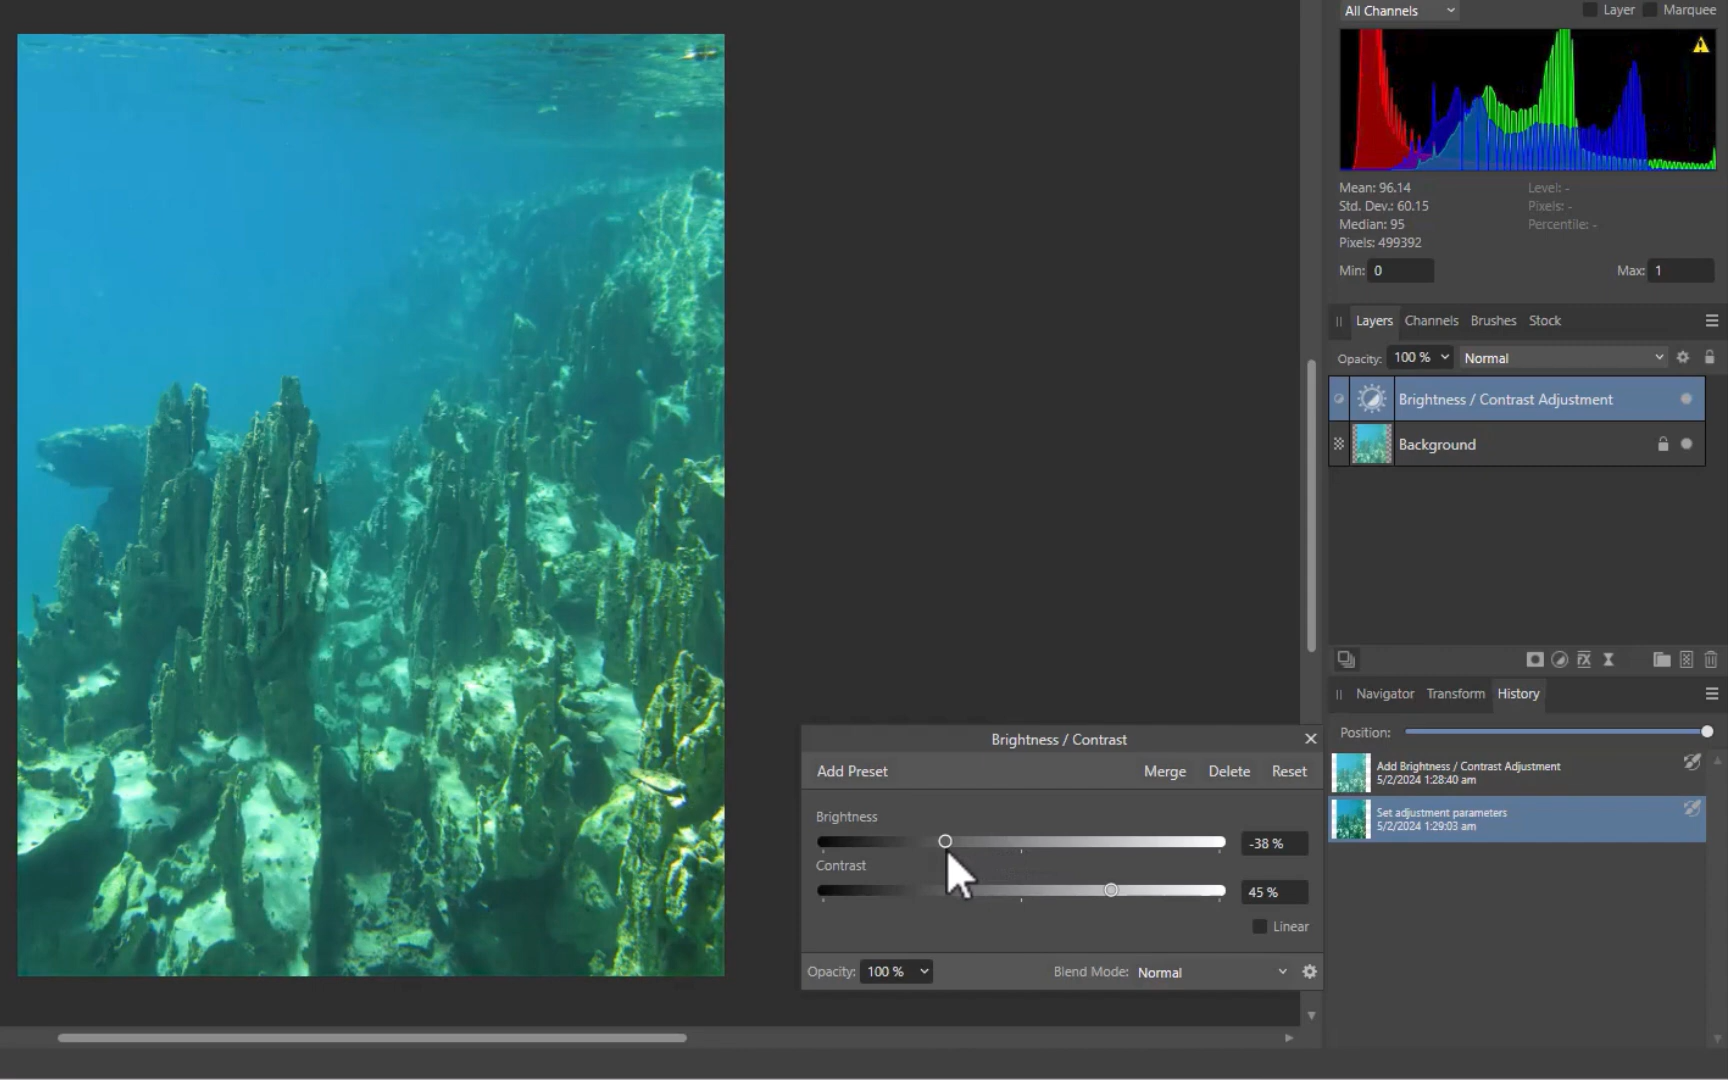 All Channels
Layer
Marquee
Mean: 96.14
Level: -
Std. Dev.: 60.15
Pixels: -
Median: 95
Percentile: -
Pixels: 499392
Min: 0
Max: 1
Layers
Channels
Brushes
Stock
Opacity: 100 %
Normal
Brightness / Contrast Adjustment
Background
Navigator
Transform
History
Position:
Add Brightness / Contrast Adjustment
5/2/2024 1:28:40 am
Set adjustment parameters
5/2/2024 1:29:03 am
Brightness / Contrast
Add Preset
Merge
Delete
Reset
Brightness
-38 %
Contrast
45 %
Linear
Opacity: 100 %
Blend Mode: Normal